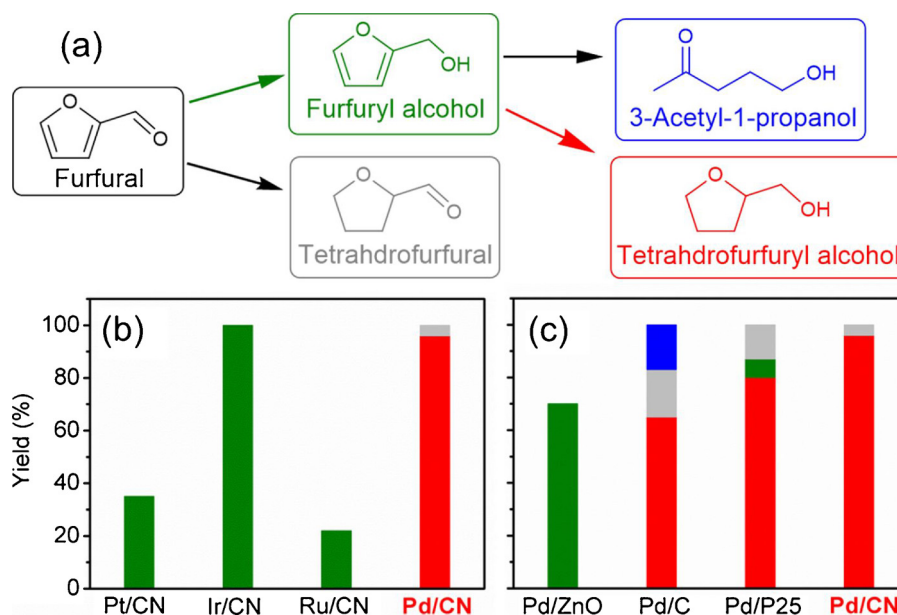 (a)
O
O
Furfural
O
OH
Furfuryl alcohol
O
O
Tetrahdrofurfural
O
OH
3-Acetyl-1-propanol
O
OH
Tetrahdrofurfuryl alcohol
(b)
Yield (%)
100
80
60
40
20
0
Pt/CN Ir/CN Ru/CN Pd/CN
(c)
Pd/ZnO Pd/C Pd/P25 Pd/CN